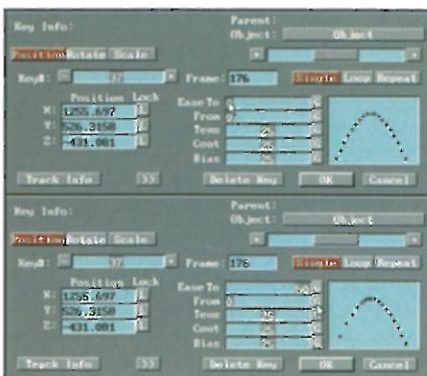 Key Info:
Parent:
Object: Object
Position Rotate Scale
Key#: Frame: 176 Single Loop Repeat
Position Lock
X: 1255.697 L
Y: 526.3158 L
Z: -431.081 L
Ease To
From
Tens
Cont
Bias
Track Info >> Delete Key OK Cancel
Key Info:
Parent:
Object: Object
Position Rotate Scale
Key#: Frame: 176 Single Loop Repeat
Position Lock
X: 1255.697 L
Y: 526.3158 L
Z: -431.081 L
Ease To
From
Tens
Cont
Bias
Track Info >> Delete Key OK Cancel